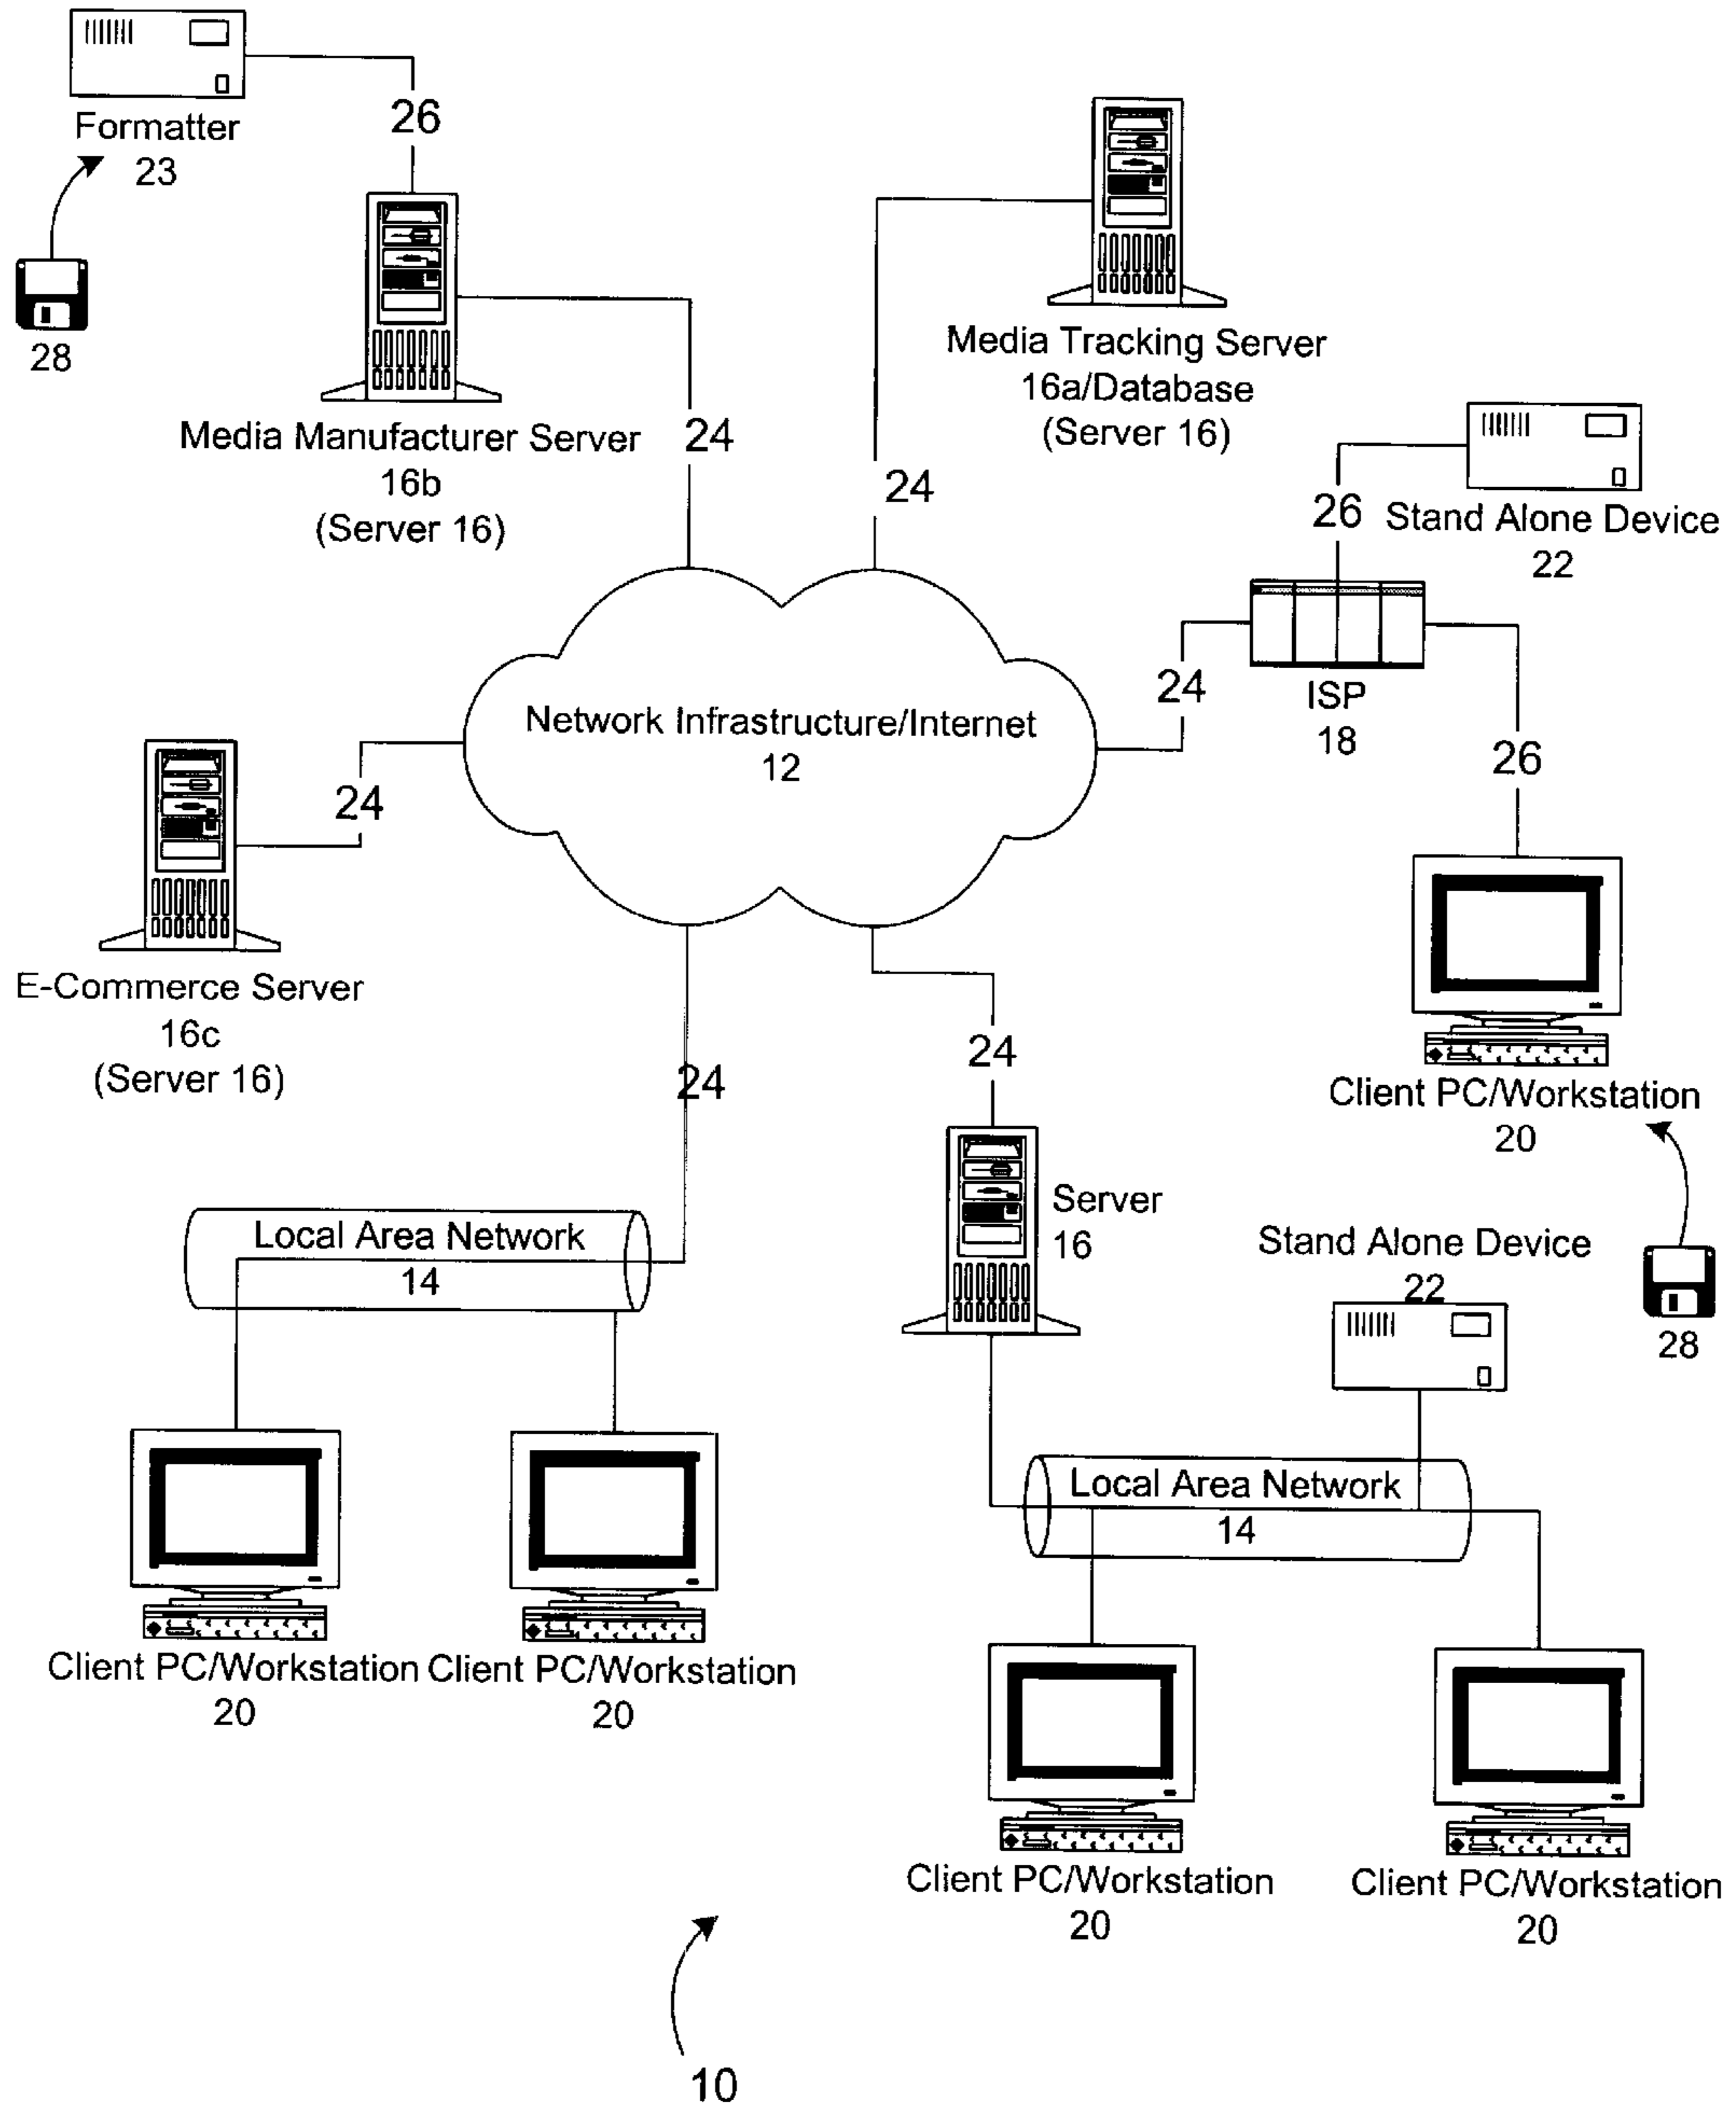 Formatter
23
26
28
Media Manufacturer Server
16b
(Server 16)
24
Media Tracking Server
16a/Database
(Server 16)
24
26
Stand Alone Device
22
24
ISP
18
26
Network Infrastructure/Internet
12
24
E-Commerce Server
16c
(Server 16)
24
24
Client PC/Workstation
20
Server
16
Stand Alone Device
22
28
Local Area Network
14
Local Area Network
14
Client PC/Workstation
20
Client PC/Workstation
20
Client PC/Workstation
20
Client PC/Workstation
20
10